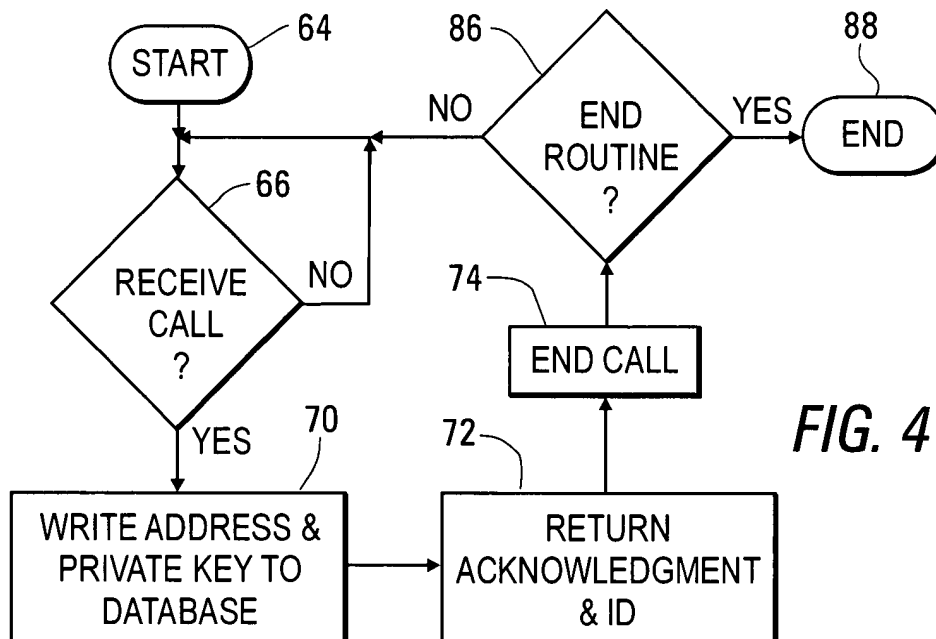 START
64
66
RECEIVE
CALL
?
NO
YES
70
WRITE ADDRESS &
PRIVATE KEY TO
DATABASE
72
RETURN
ACKNOWLEDGMENT
& ID
74
END CALL
86
END
ROUTINE
?
NO
YES
88
END
FIG. 4